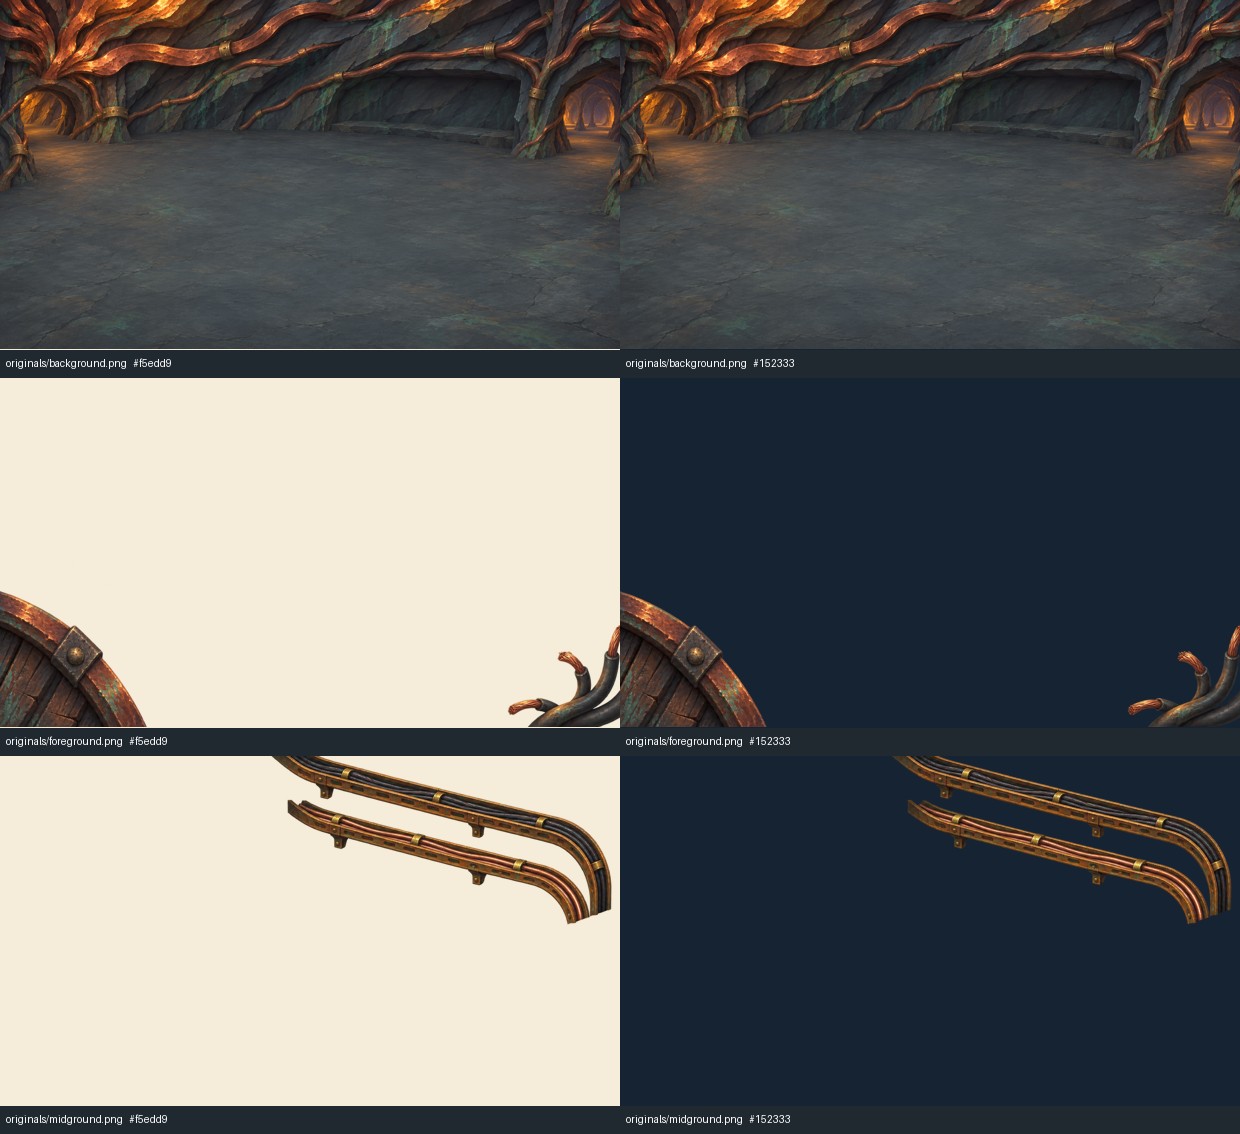 originals/background.png #f5edd9
originals/background.png #152333
originals/foreground.png #f5edd9
originals/foreground.png #152333
originals/midground.png #f5edd9
originals/midground.png #152333